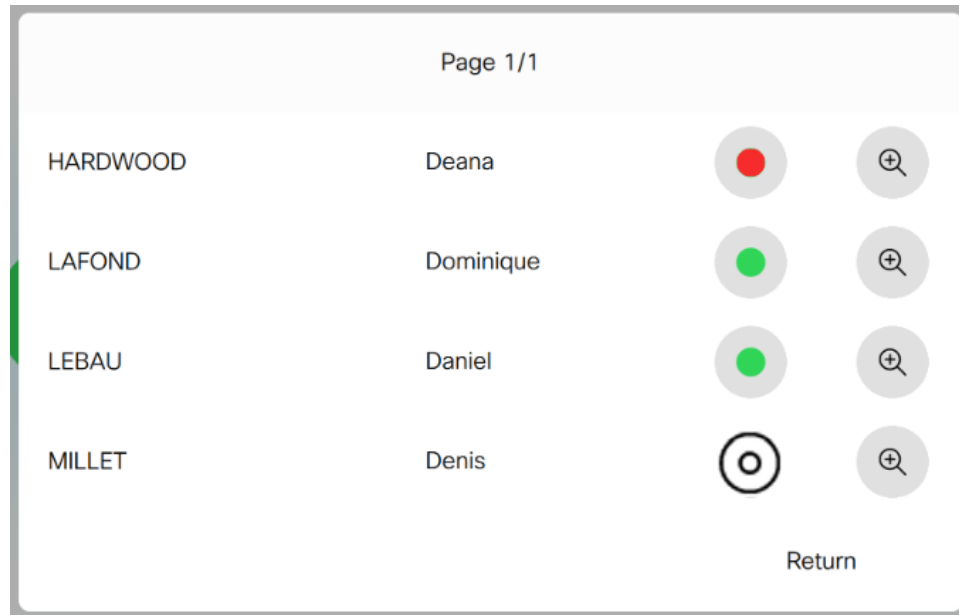 Page 1/1
HARDWOOD Deana
LAFOND Dominique
LEBAU Daniel
MILLET Denis
Return